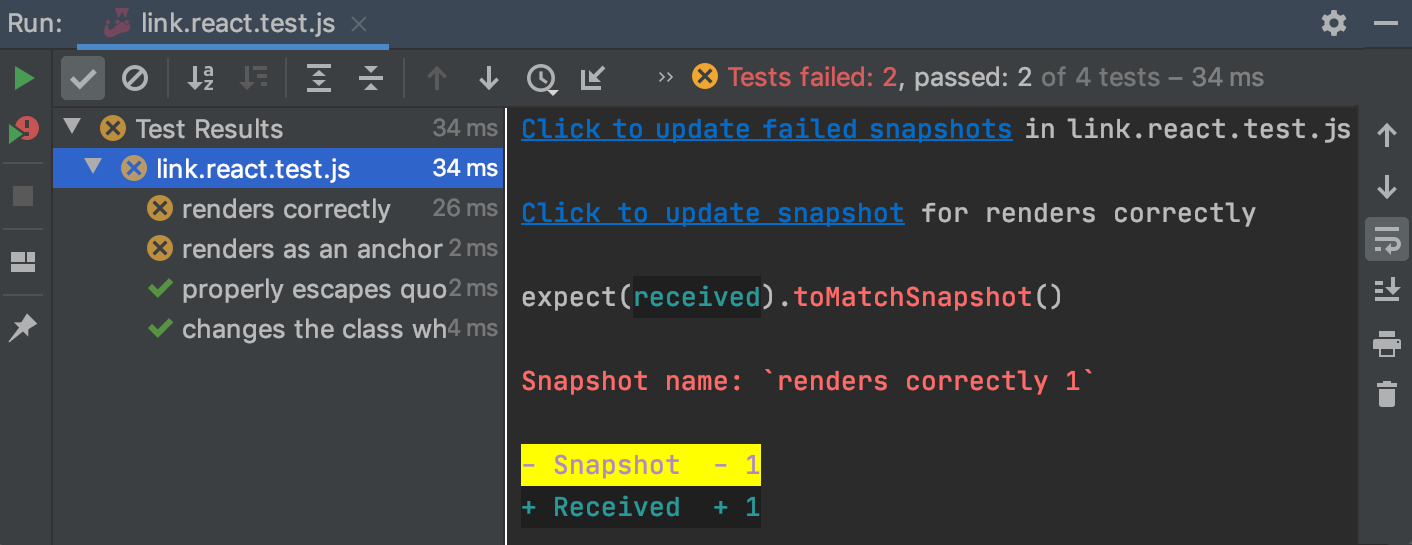 Run: link.react.test.js
Tests failed: 2, passed: 2 of 4 tests – 34 ms
Test Results 34 ms
link.react.test.js 34 ms
renders correctly 26 ms
renders as an anchor 2 ms
properly escapes quo 2 ms
changes the class wh 4 ms
Click to update failed snapshots in link.react.test.js
Click to update snapshot for renders correctly
expect(received).toMatchSnapshot()
Snapshot name: `renders correctly 1`
- Snapshot  - 1
+ Received  + 1